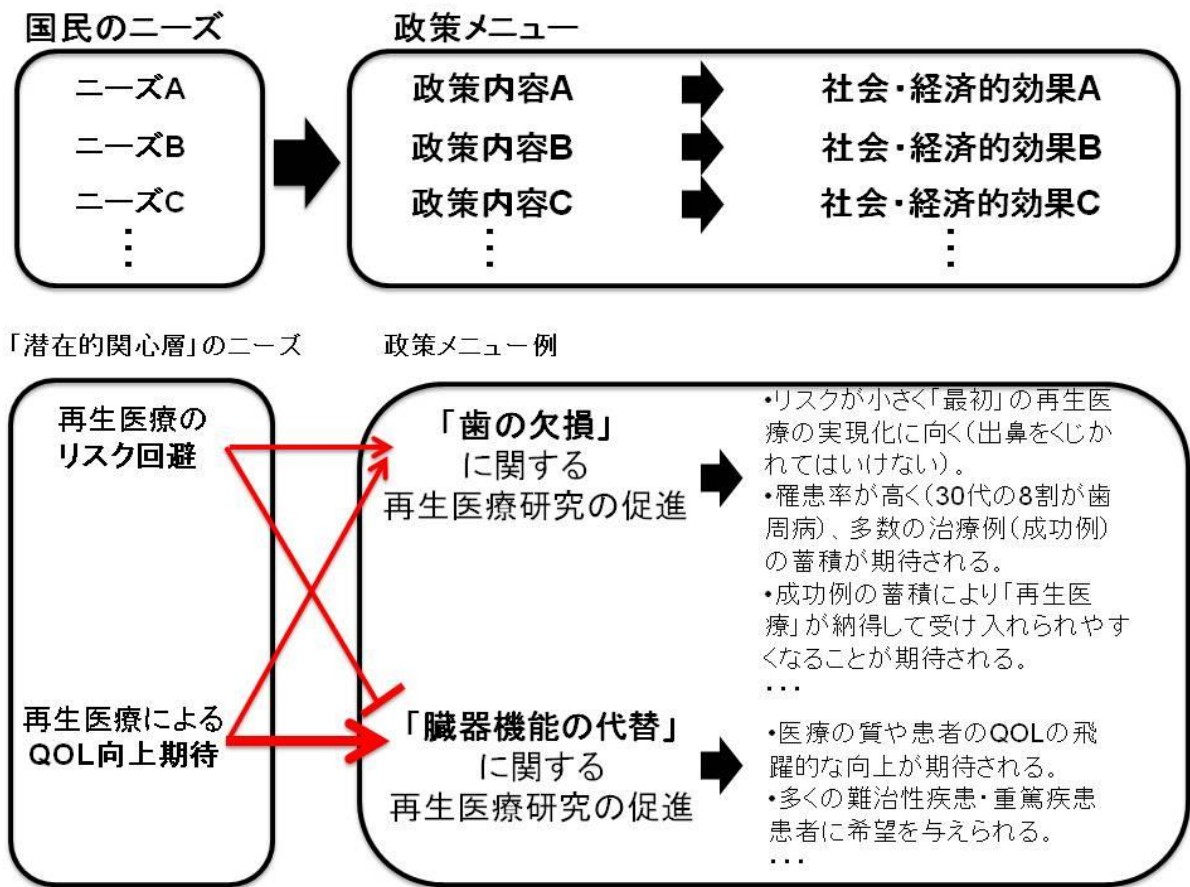 国民のニーズ
政策メニュー
ニーズA
政策内容A
社会・経済的効果A
ニーズB
政策内容B
社会・経済的効果B
ニーズC
政策内容C
社会・経済的効果C
「潜在的関心層」のニーズ
政策メニュー例
再生医療の
リスク回避
「歯の欠損」
に関する
再生医療研究の促進
・リスクが小さく「最初」の再生医
療の実現化に向く(出鼻をくじか
れてはいけない)。
・罹患率が高く(30代の8割が歯
周病)、多数の治療例(成功例)
の蓄積が期待される。
・成功例の蓄積により「再生医
療」が納得して受け入れられやす
くなることが期待される。
・・・
再生医療による
QOL向上期待
「臓器機能の代替」
に関する
再生医療研究の促進
・医療の質や患者のQOLの飛
躍的な向上が期待される。
・多くの難治性疾患・重篤疾患
患者に希望を与えられる。
・・・